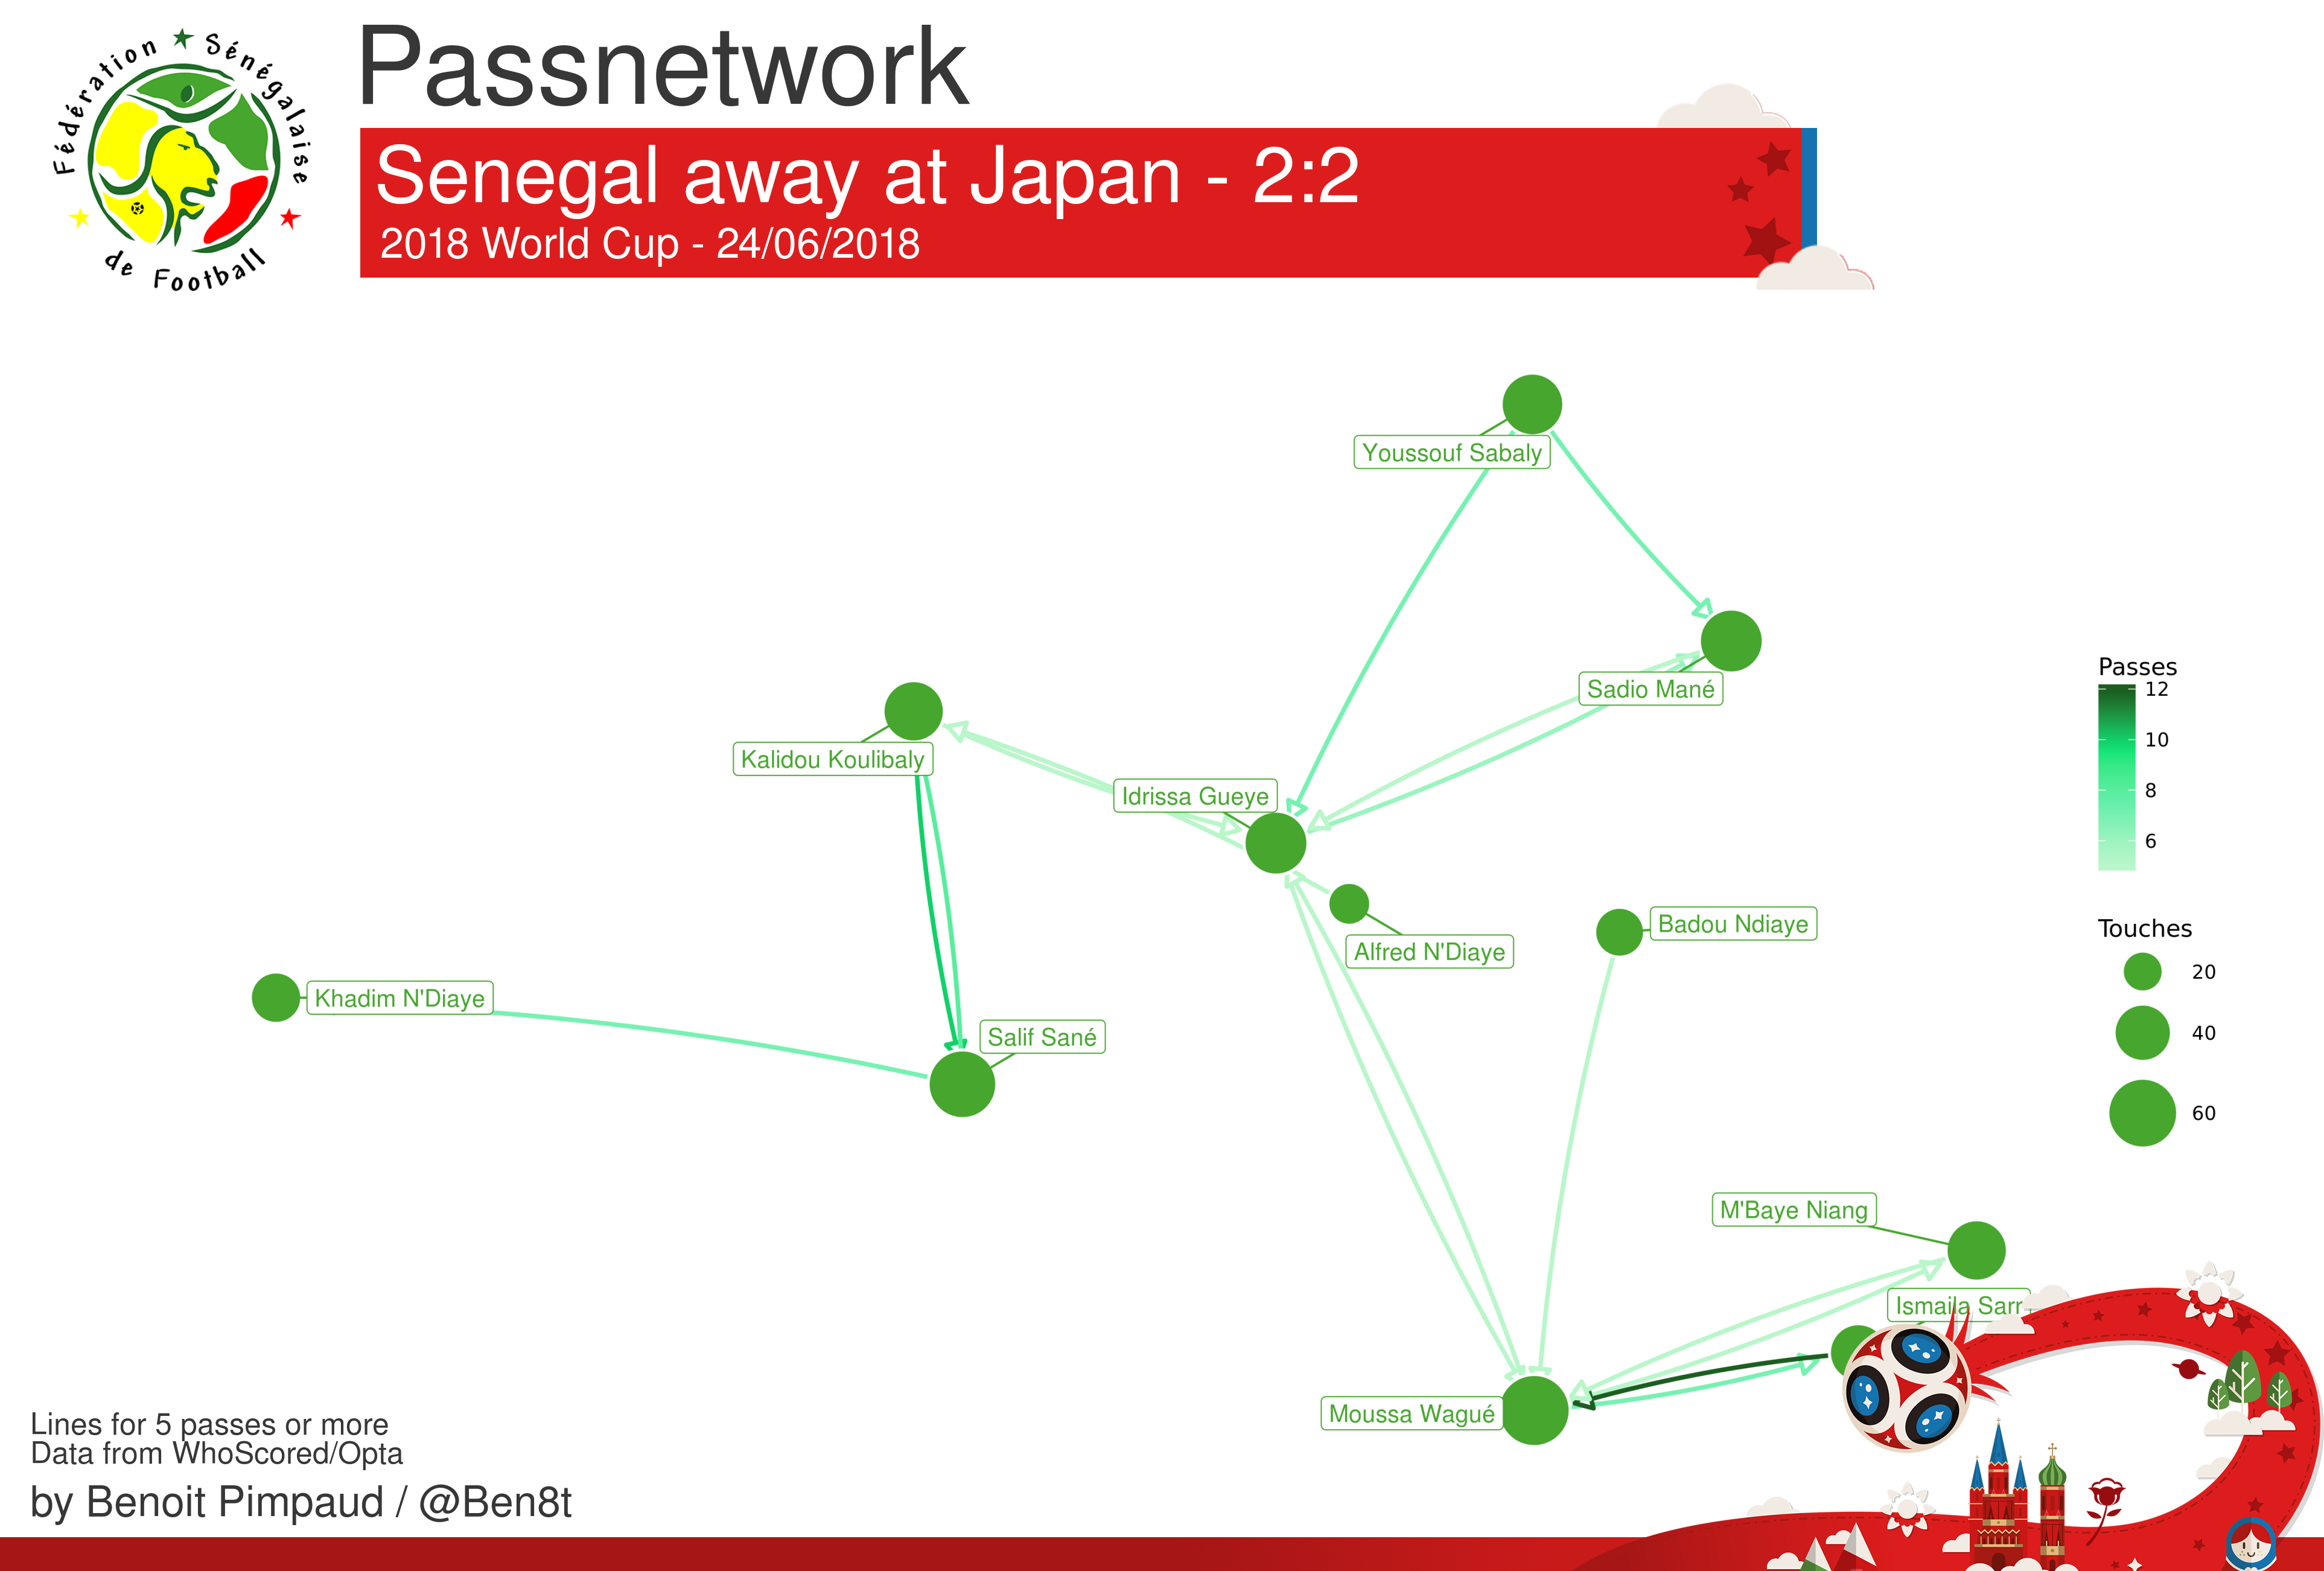 Fédération Sénégalaise
de Football
Passnetwork
Senegal away at Japan - 2:2
2018 World Cup - 24/06/2018
Youssouf Sabaly
Sadio Mané
Kalidou Koulibaly
Idrissa Gueye
Alfred N'Diaye
Badou Ndiaye
Khadim N'Diaye
Salif Sané
M'Baye Niang
Ismaila Sarr
Moussa Wagué
Passes
12
10
8
6
Touches
20
40
60
Lines for 5 passes or more
Data from WhoScored/Opta
by Benoit Pimpaud / @Ben8t